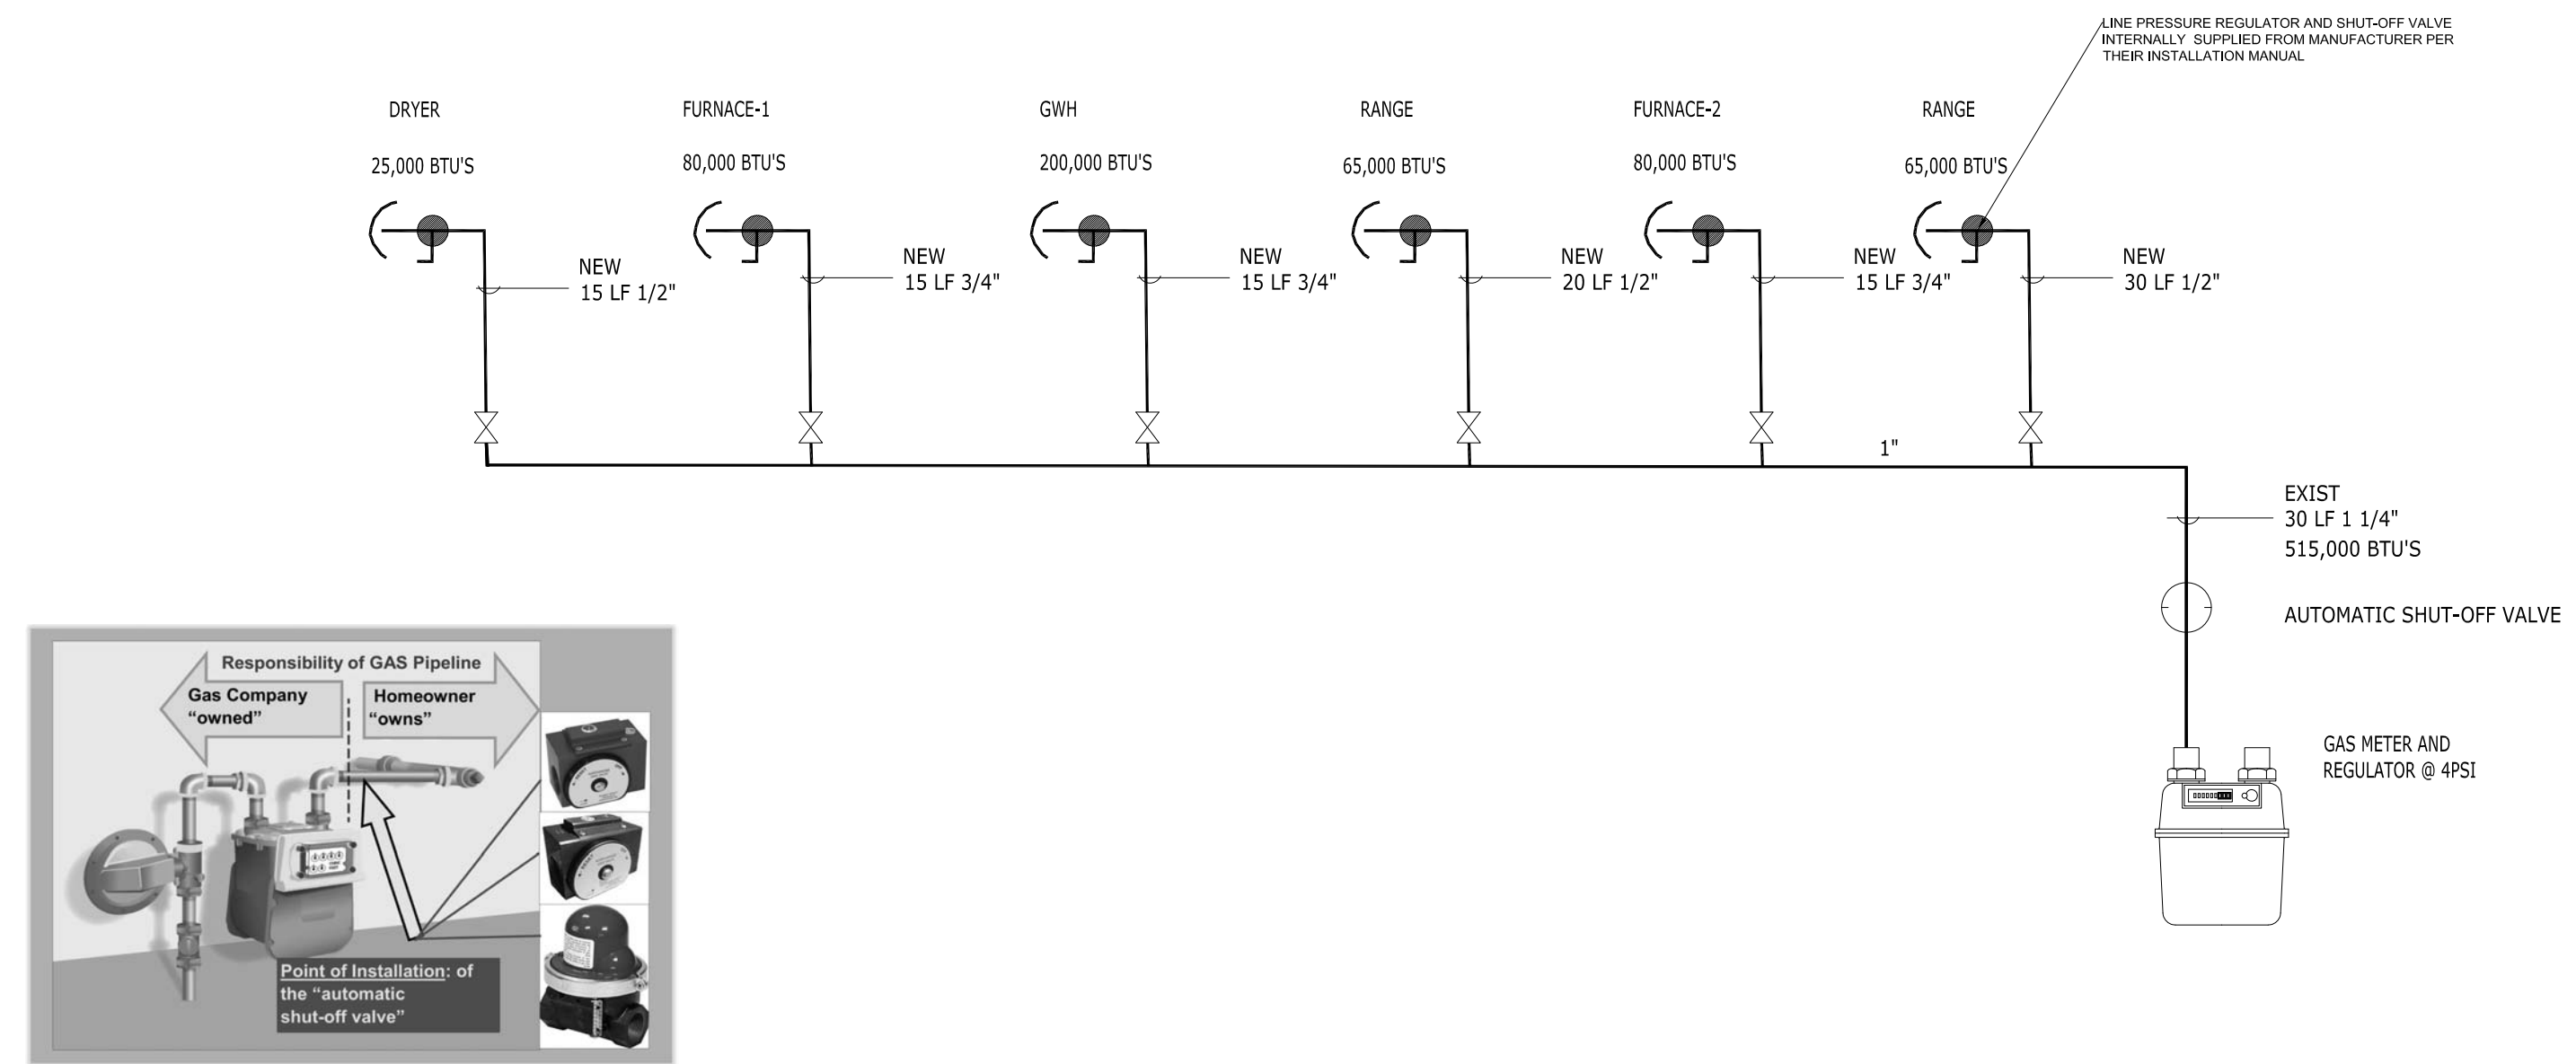 LINE PRESSURE REGULATOR AND SHUT-OFF VALVE
INTERNALLY SUPPLIED FROM MANUFACTURER PER
THEIR INSTALLATION MANUAL
DRYER
25,000 BTU'S
FURNACE-1
80,000 BTU'S
GWH
200,000 BTU'S
RANGE
65,000 BTU'S
FURNACE-2
80,000 BTU'S
RANGE
65,000 BTU'S
NEW
15 LF 1/2"
NEW
15 LF 3/4"
NEW
15 LF 3/4"
NEW
20 LF 1/2"
NEW
15 LF 3/4"
NEW
30 LF 1/2"
1"
EXIST
30 LF 1 1/4"
515,000 BTU'S
AUTOMATIC SHUT-OFF VALVE
GAS METER AND
REGULATOR @ 4PSI
Responsibility of GAS Pipeline
Gas Company
“owned”
Homeowner
“owns”
Point of Installation: of
the “automatic
shut-off valve”